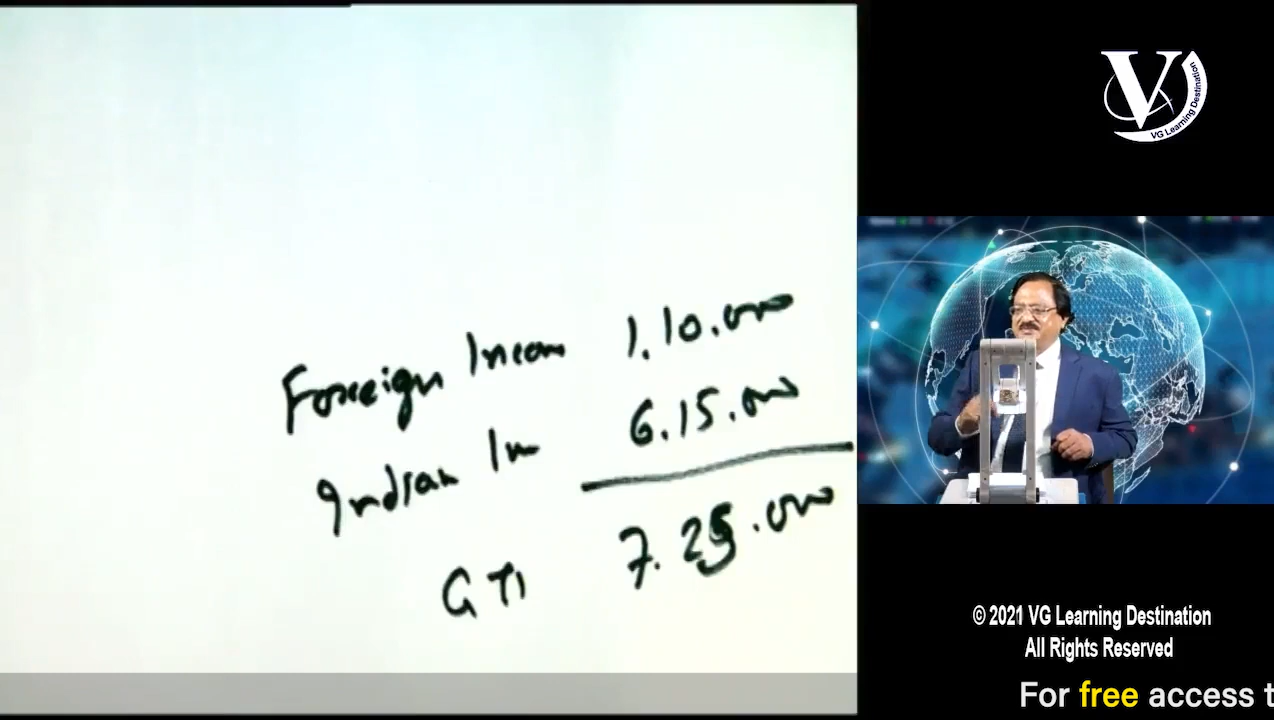 Foreign Incom 1.10.000
Indian In 6.15.000
GTI 7.25.000
V
VG Learning Destination
© 2021 VG Learning Destination
All Rights Reserved
For free access t